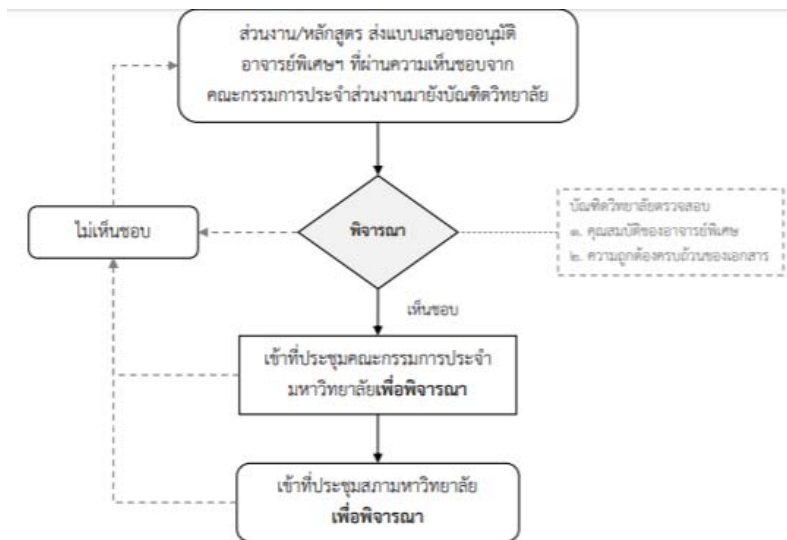 ส่วนงาน/หลักสูตร ส่งแบบเสนอขออนุมัติ
อาจารย์พิเศษฯ ที่ผ่านความเห็นชอบจาก
คณะกรรมการประจำส่วนงานมายังบัณฑิตวิทยาลัย
ไม่เห็นชอบ
พิจารณา
บัณฑิตวิทยาลัยตรวจสอบ
๑. คุณสมบัติของอาจารย์พิเศษ
๒. ความถูกต้องครบถ้วนของเอกสาร
เห็นชอบ
เข้าที่ประชุมคณะกรรมการประจำ
มหาวิทยาลัยเพื่อพิจารณา
เข้าที่ประชุมสภามหาวิทยาลัย
เพื่อพิจารณา